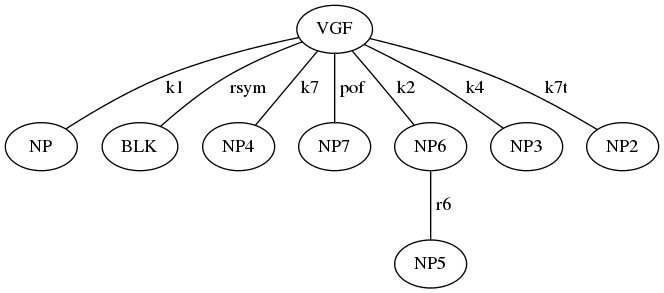 VGF
k1 rsym k7 pof k2 k4 k7t
NP BLK NP4 NP7 NP6 NP3 NP2
r6
NP5